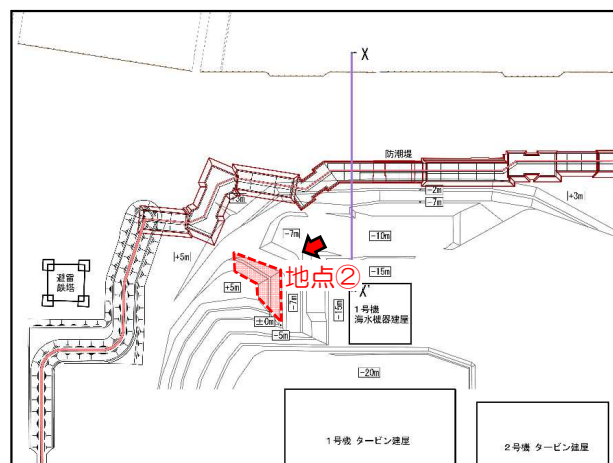 X
防潮堤
-2m
-7m
+3m
+3m
-7m
-10m
+5m
-15m
避雷
鉄塔
地点②
+5m
-7m
-15m
X'
1号機
海水機器建屋
±0m
-5m
-20m
1号機 タービン建屋
2号機 タービン建屋